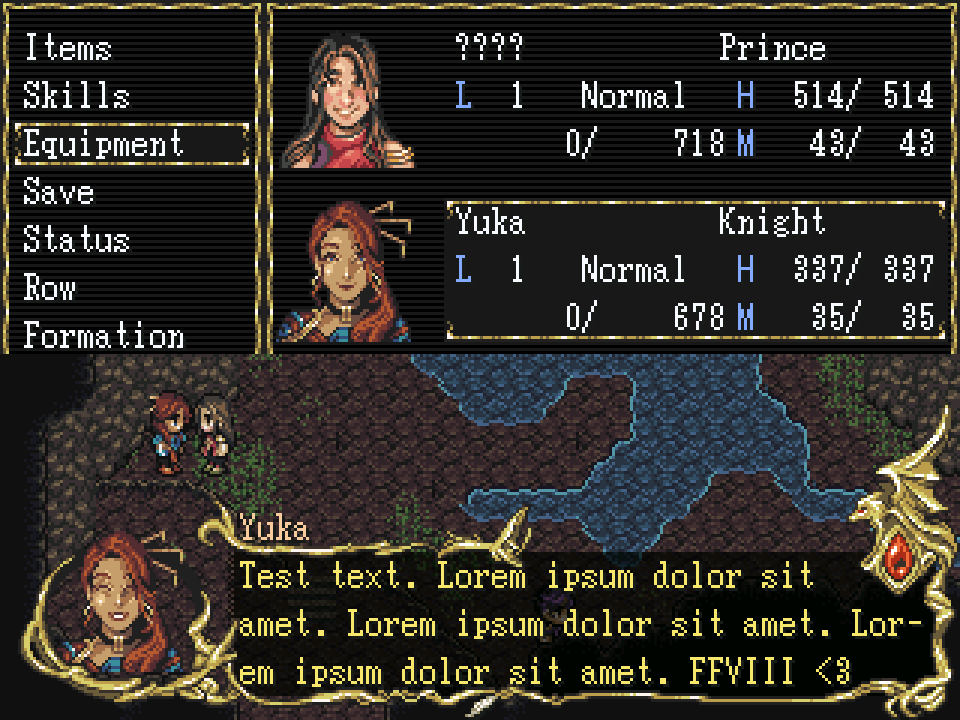 Items
Skills
Equipment
Save
Status
Row
Formation
???? Prince
L 1 Normal H 514/ 514
0/ 718 M 43/ 43
Yuka Knight
L 1 Normal H 337/ 337
0/ 678 M 35/ 35
Yuka
Test text. Lorem ipsum dolor sit
amet. Lorem ipsum dolor sit amet. Lor-
em ipsum dolor sit amet. FFVIII <3